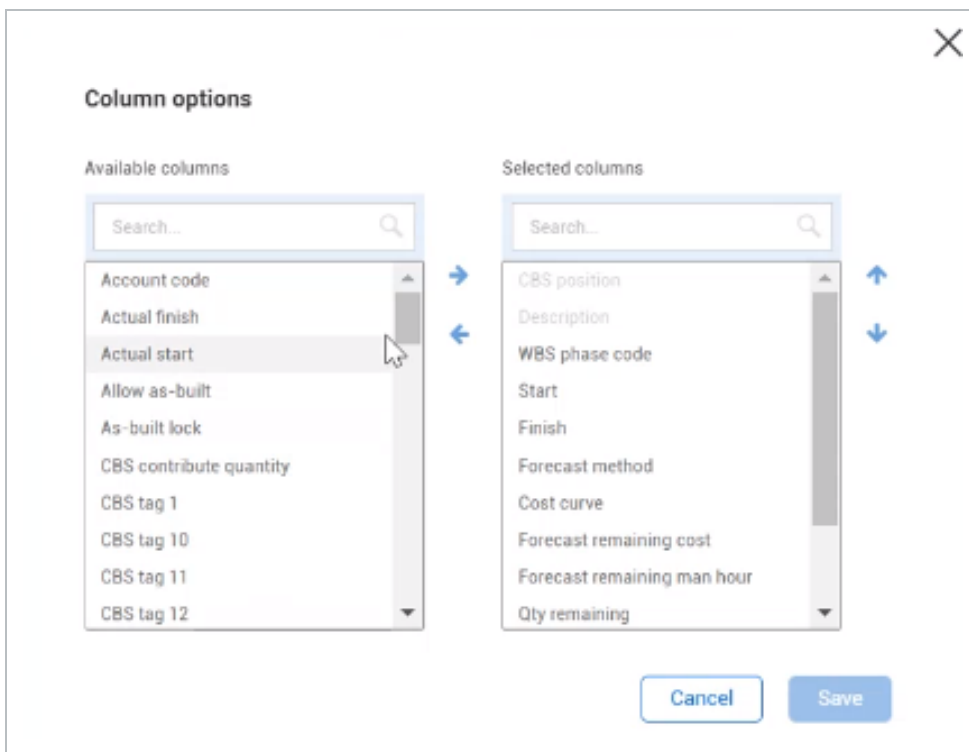 Column options
Available columns
Search...
Account code
Actual finish
Actual start
Allow as-built
As-built lock
CBS contribute quantity
CBS tag 1
CBS tag 10
CBS tag 11
CBS tag 12
Selected columns
Search...
CBS position
Description
WBS phase code
Start
Finish
Forecast method
Cost curve
Forecast remaining cost
Forecast remaining man hour
Qty remaining
Cancel
Save